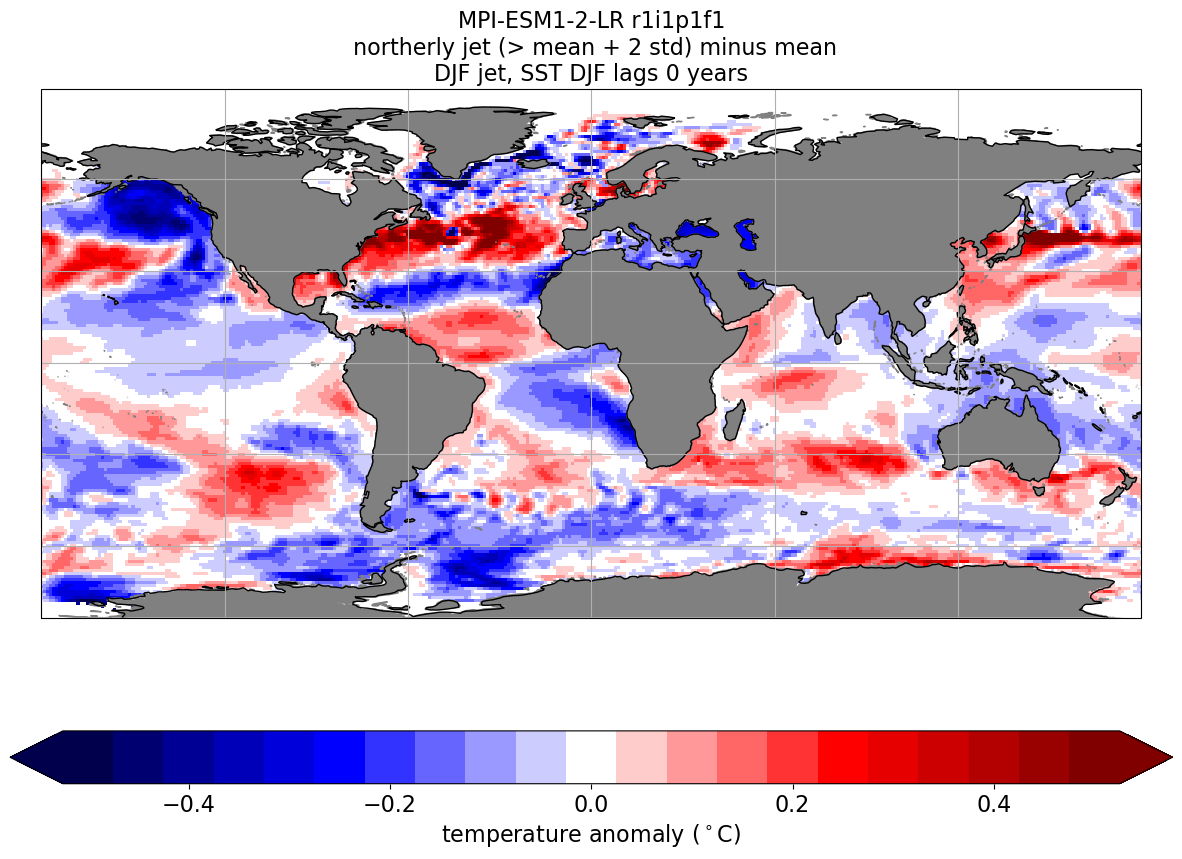 MPI-ESM1-2-LR r1i1p1f1
northerly jet (> mean + 2 std) minus mean
DJF jet, SST DJF lags 0 years
−0.4 −0.2 0.0 0.2 0.4
temperature anomaly (°C)